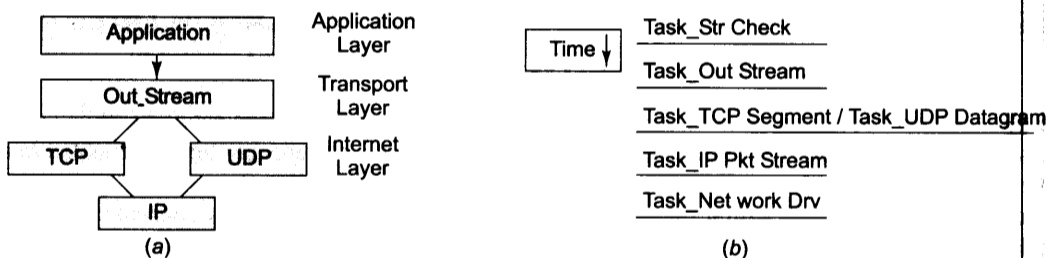 Application
Application
Layer
Out_Stream
Transport
Layer
TCP
UDP
Internet
Layer
IP
(a)
Time
Task_Str Check
Task_Out Stream
Task_TCP Segment / Task_UDP Datagram
Task_IP Pkt Stream
Task_Net work Drv
(b)